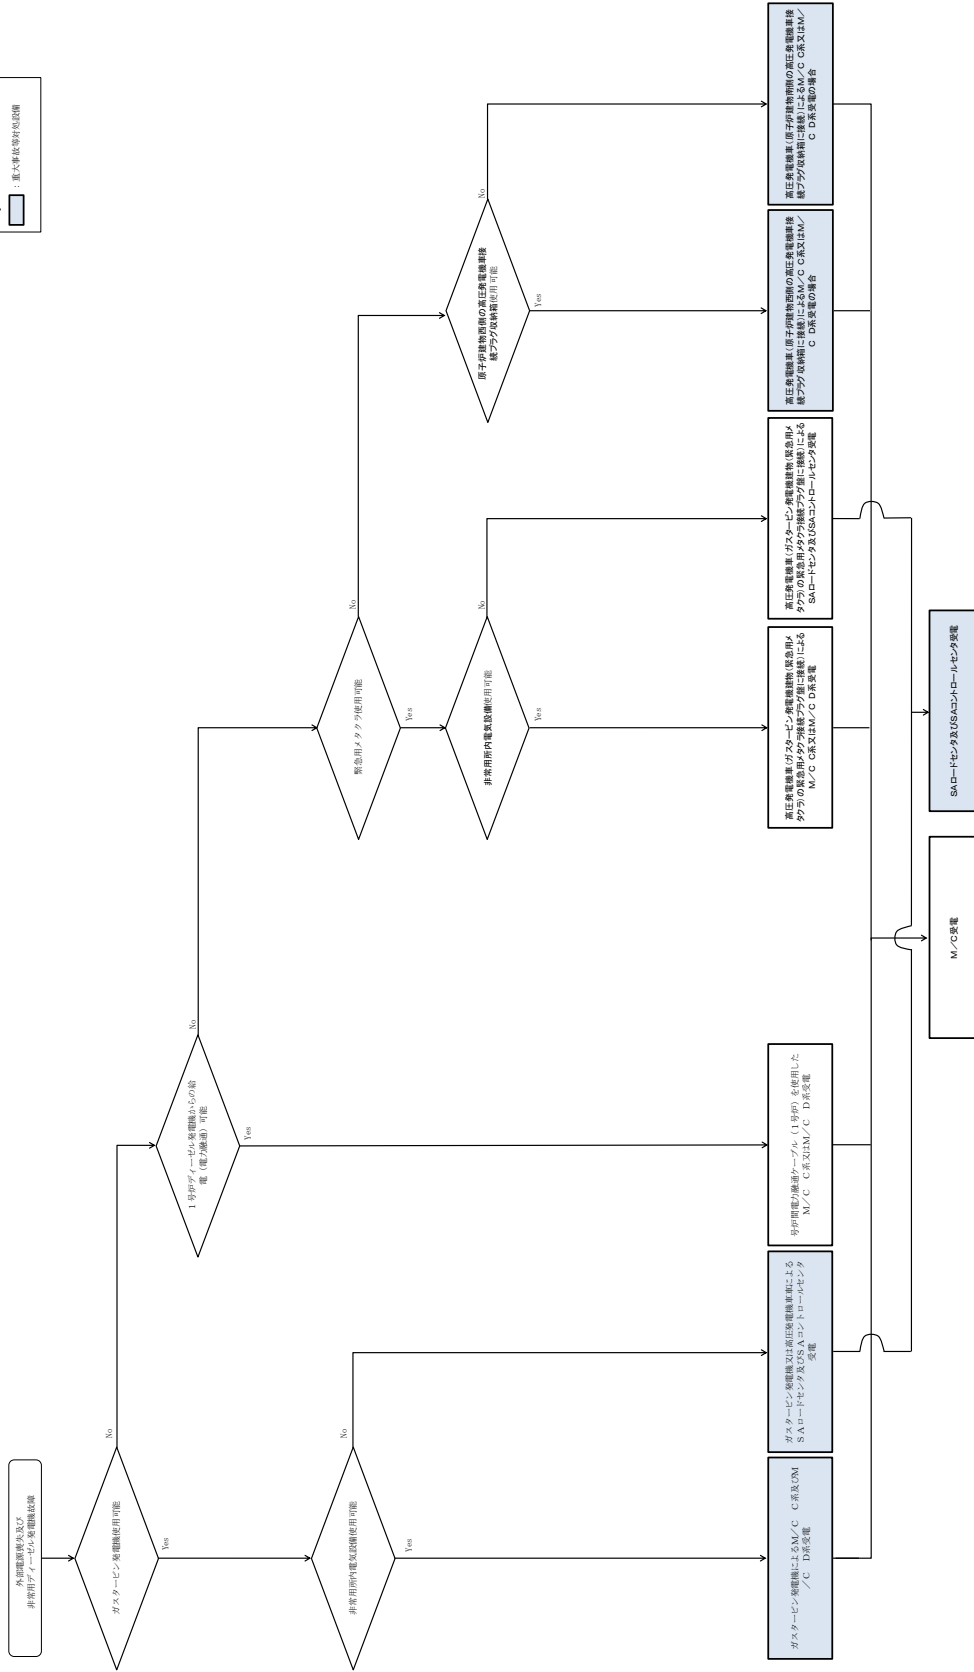 ：重大事故等対処設備
外部電源喪失及び
非常用ディーゼル発電機故障
ガスタービン発電機使用可能
No
Yes
非常用所内電気設備使用可能
No
Yes
1号炉ディーゼル発電機からの給
電（電力融通）可能
No
Yes
緊急用メタクラ使用可能
No
Yes
非常用所内電気設備使用可能
No
Yes
原子炉建物西側の高圧発電機車接
続プラグ収納箱使用可能
No
Yes
ガスタービン発電機によるM／C　C系及びM
／C　D系受電
ガスタービン発電機又は高圧発電機車車による
SAロードセンタ及びSAコントロールセンタ
受電
号炉間電力融通ケーブル（1号炉）を使用した
M／C　C系又はM／C　D系受電
高圧発電機車（ガスタービン発電機建物（緊急用メ
タクラ）の緊急用メタクラ接続プラグ盤に接続）による
M／C　C系又はM／C　D系受電
高圧発電機車（ガスタービン発電機建物（緊急用メ
タクラ）の緊急用メタクラ接続プラグ盤に接続）による
SAロードセンタ及びSAコントロールセンタ受電
高圧発電機車（原子炉建物西側の高圧発電機車接
続プラグ収納箱に接続）によるM／C　C系又はM／
C　D系受電の場合
高圧発電機車（原子炉建物南側の高圧発電機車接
続プラグ収納箱に接続）によるM／C　C系又はM／
C　D系受電の場合
M／C受電
SAロードセンタ及びSAコントロールセンタ受電